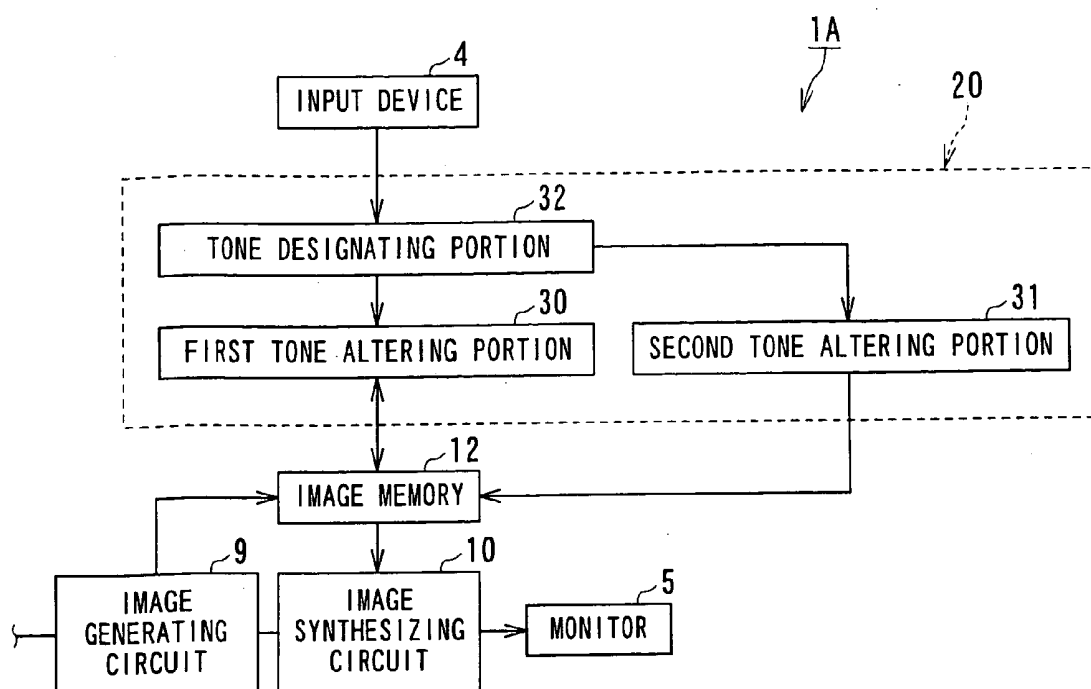 1A
4
INPUT DEVICE
20
32
TONE DESIGNATING PORTION
30
FIRST TONE ALTERING PORTION
31
SECOND TONE ALTERING PORTION
12
IMAGE MEMORY
9
IMAGE
GENERATING
CIRCUIT
10
IMAGE
SYNTHESIZING
CIRCUIT
5
MONITOR